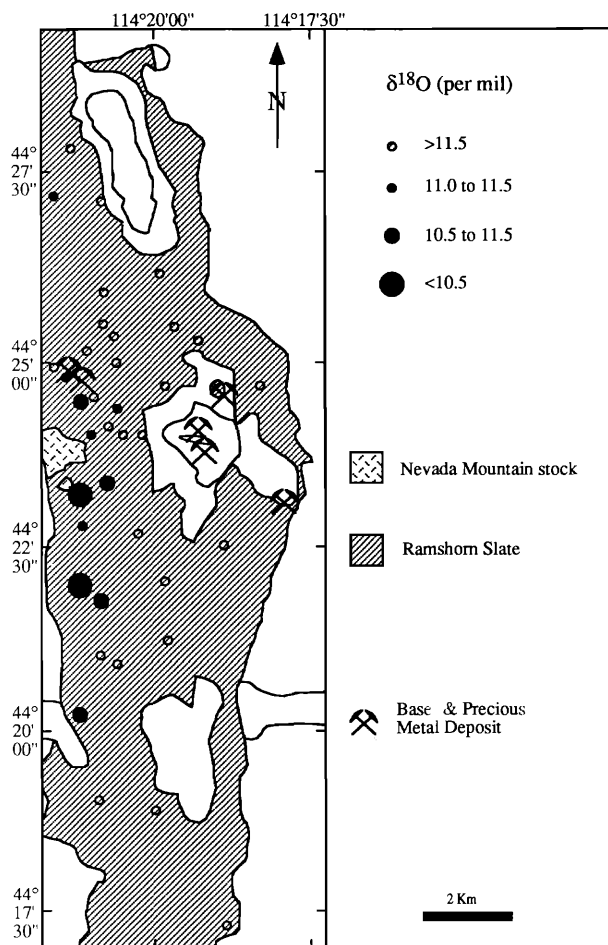 114°20'00" 114°17'30"
N
44°
27'
30"
44°
25'
00"
44°
22'
30"
44°
20'
00"
44°
17'
30"
δ18O (per mil)
>11.5
11.0 to 11.5
10.5 to 11.5
<10.5
Nevada Mountain stock
Ramshorn Slate
Base & Precious
Metal Deposit
2 Km